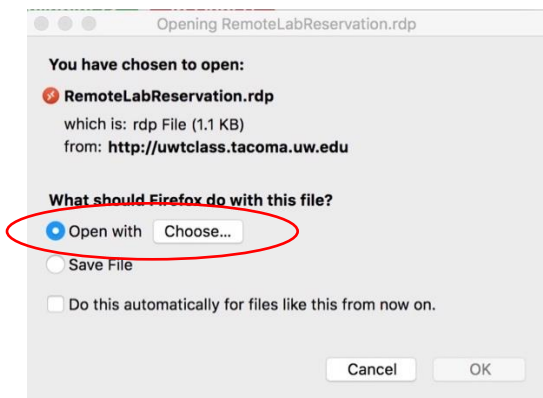 Opening RemoteLabReservation.rdp
You have chosen to open:
RemoteLabReservation.rdp
which is: rdp File (1.1 KB)
from: http://uwtclass.tacoma.uw.edu
What should Firefox do with this file?
Open with Choose...
Save File
Do this automatically for files like this from now on.
Cancel OK